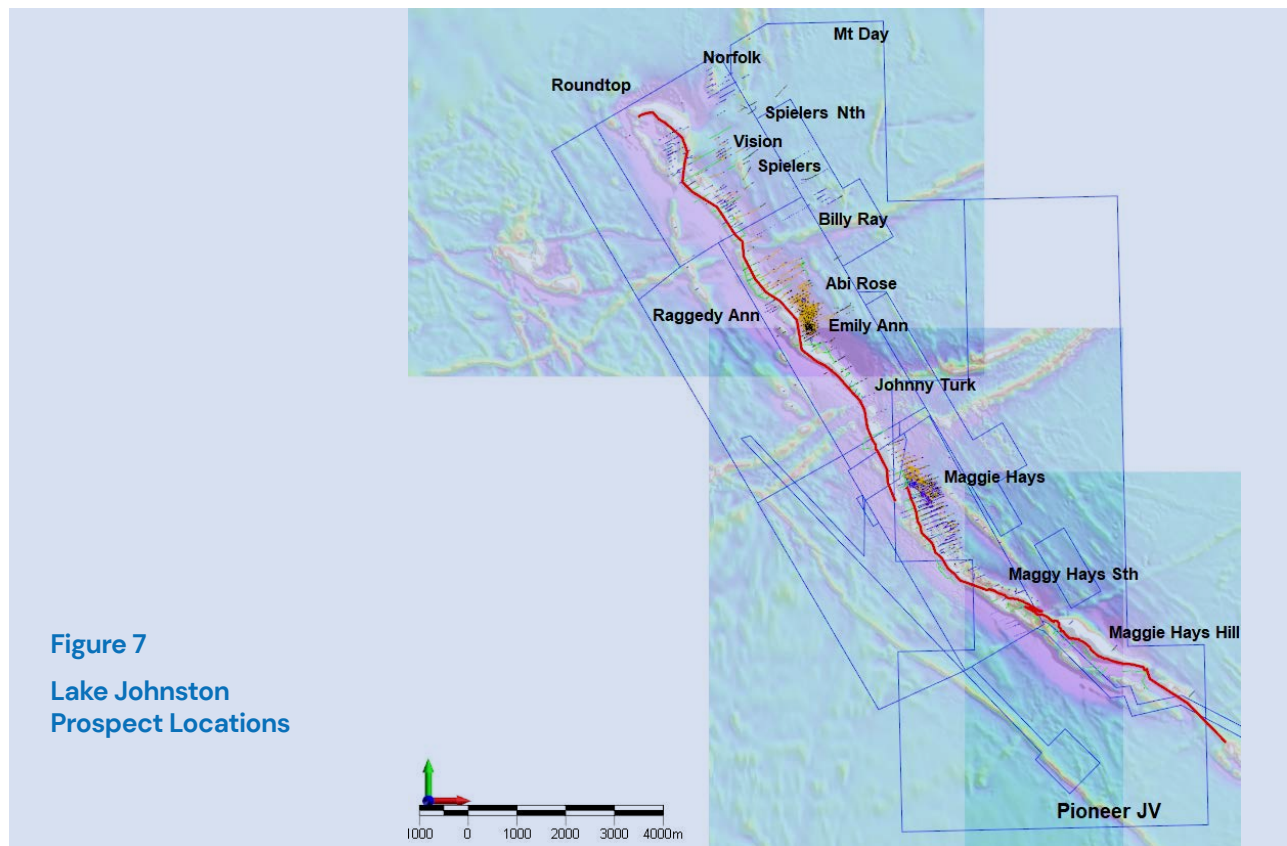 Mt Day
Norfolk
Roundtop
Spielers Nth
Vision
Spielers
Billy Ray
Abi Rose
Raggedy Ann
Emily Ann
Johnny Turk
Maggie Hays
Maggy Hays Sth
Maggie Hays Hill
Figure 7
Lake Johnston
Prospect Locations
Pioneer JV
1000 0 1000 2000 3000 4000m